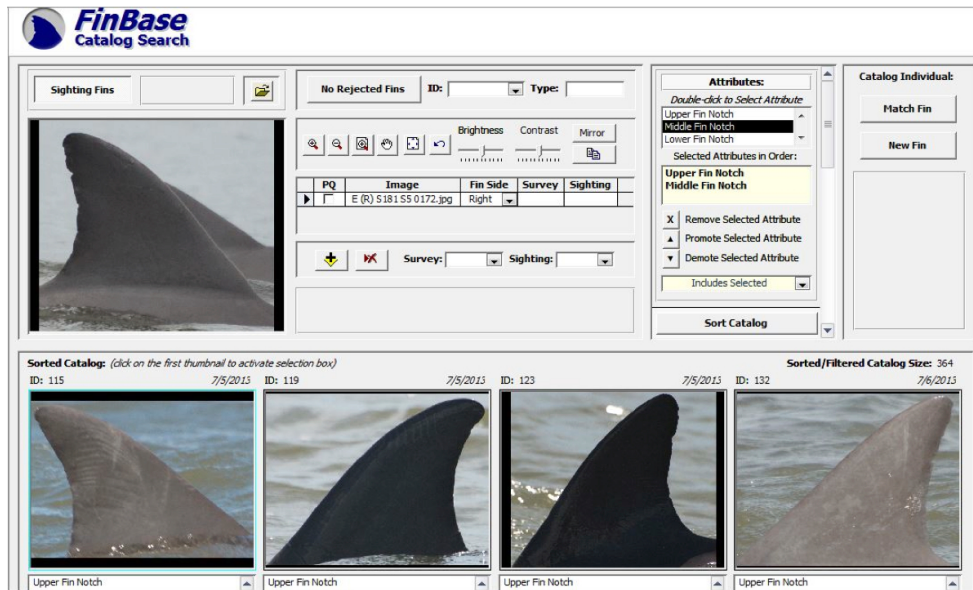 FinBase
Catalog Search
Sighting Fins
No Rejected Fins ID: Type:
Brightness Contrast Mirror
PQ Image Fin Side Survey Sighting
E (R) S181 S5 0172.jpg Right
Survey: Sighting:
Attributes:
Double-click to Select Attribute
Upper Fin Notch
Middle Fin Notch
Lower Fin Notch
Selected Attributes in Order:
Upper Fin Notch
Middle Fin Notch
X Remove Selected Attribute
Promote Selected Attribute
Demote Selected Attribute
Includes Selected
Sort Catalog
Catalog Individual:
Match Fin
New Fin
Sorted Catalog: (click on the first thumbnail to activate selection box) Sorted/Filtered Catalog Size: 364
ID: 115 7/5/2013 ID: 119 7/5/2013 ID: 123 7/5/2013 ID: 132 7/6/2013
Upper Fin Notch Upper Fin Notch Upper Fin Notch Upper Fin Notch